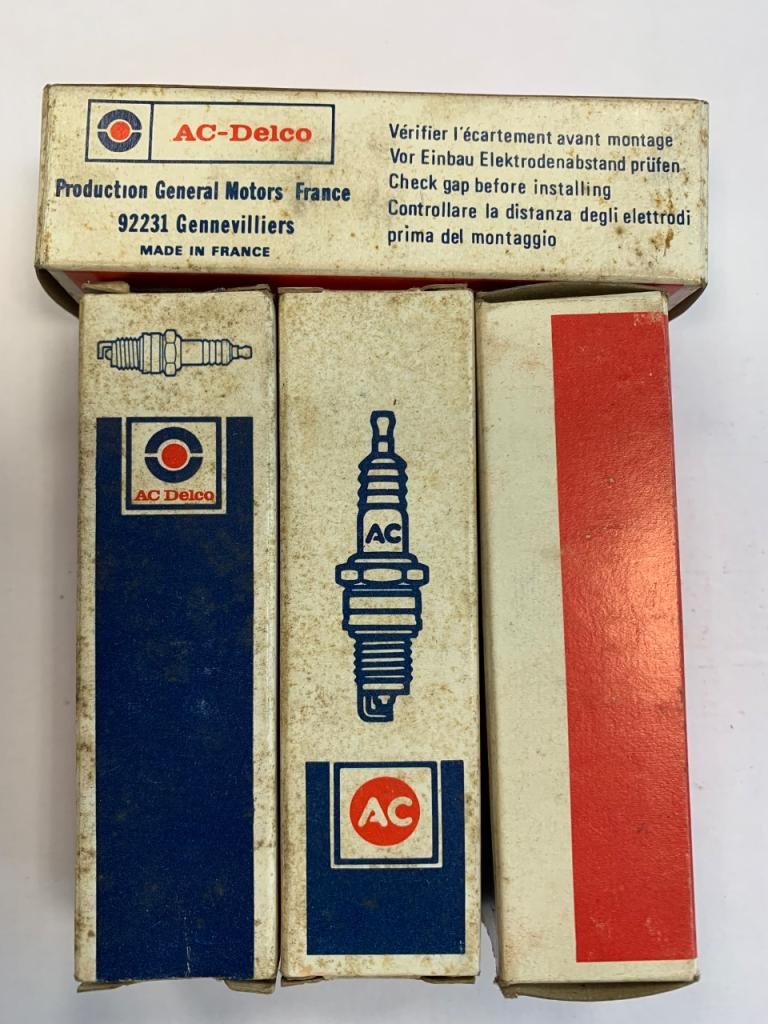 AC-Delco
Production General Motors France
92231 Gennevilliers
MADE IN FRANCE
Vérifier l'écartement avant montage
Vor Einbau Elektrodenabstand prüfen
Check gap before installing
Controllare la distanza degli elettrodi
prima del montaggio
AC Delco
AC
AC